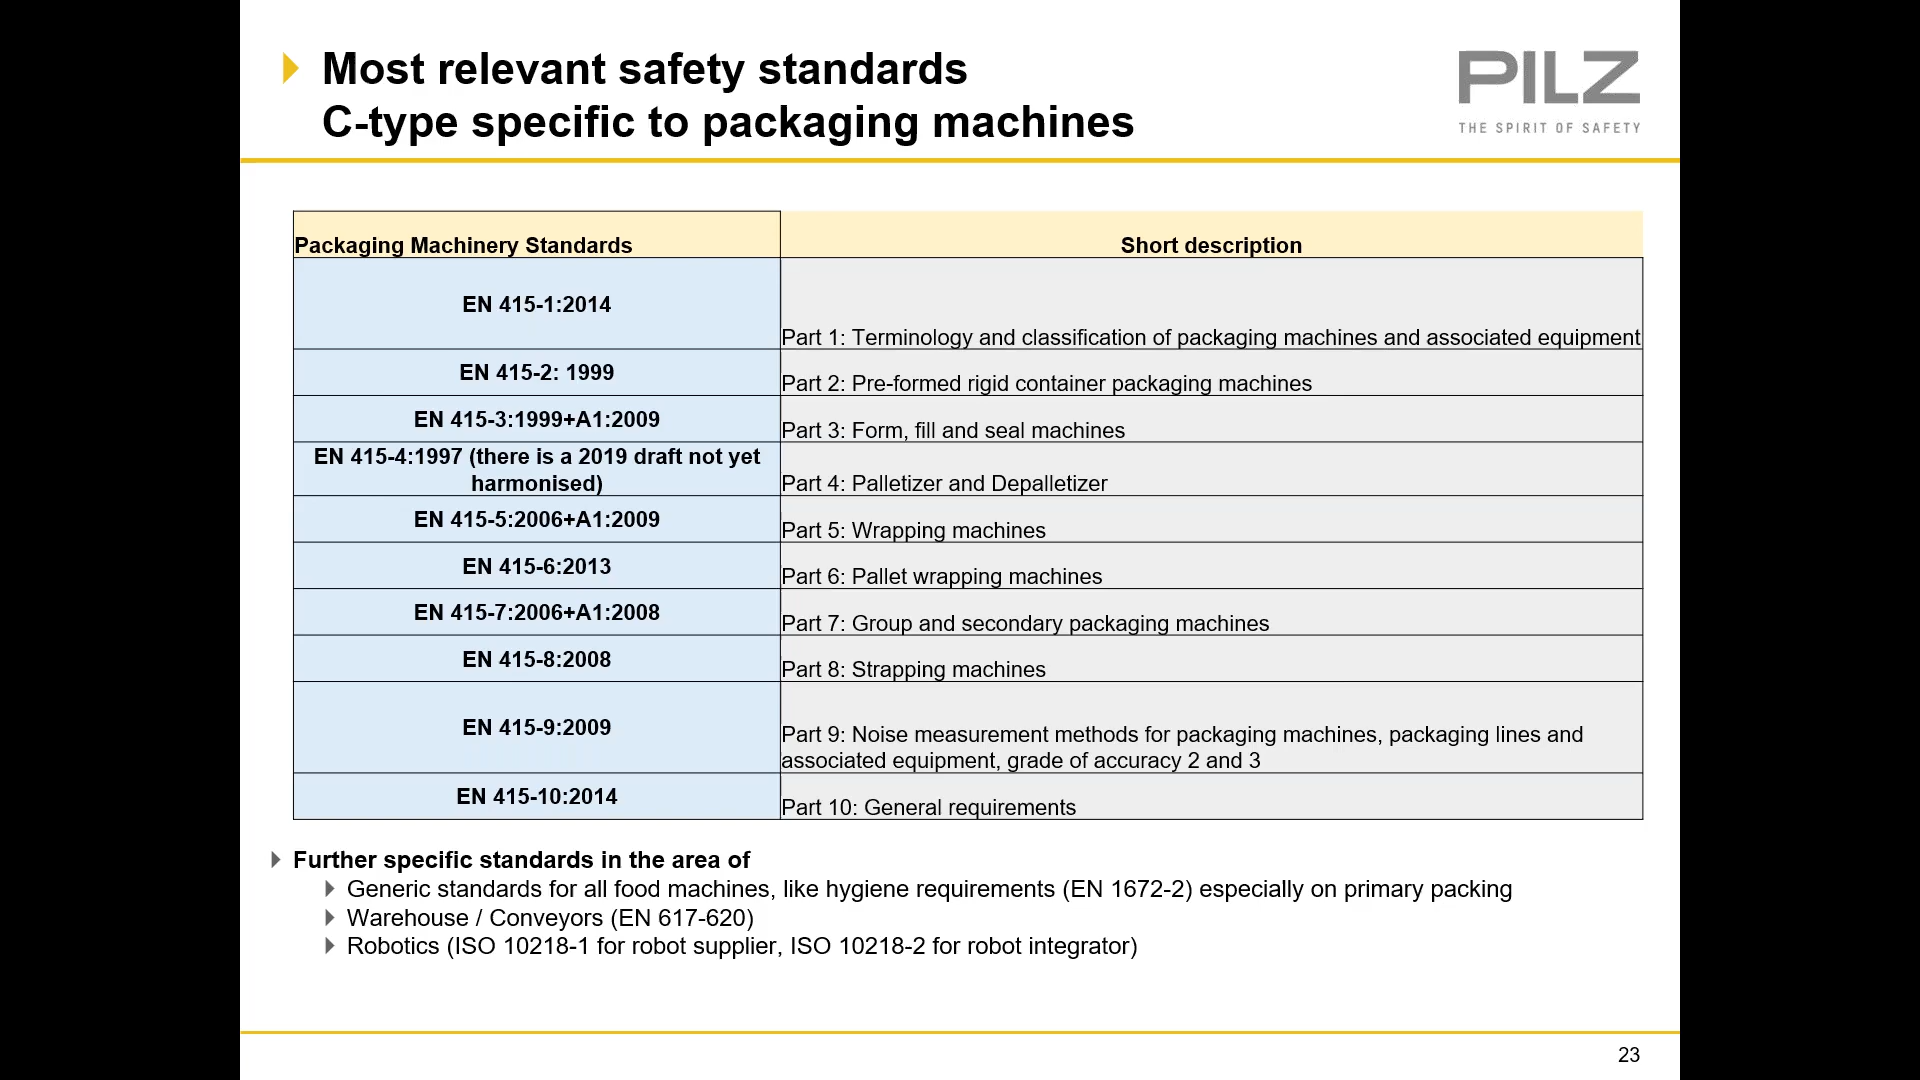 Most relevant safety standards
C-type specific to packaging machines
PILZ
THE SPIRIT OF SAFETY
Packaging Machinery Standards
Short description
EN 415-1:2014
Part 1: Terminology and classification of packaging machines and associated equipment
EN 415-2: 1999
Part 2: Pre-formed rigid container packaging machines
EN 415-3:1999+A1:2009
Part 3: Form, fill and seal machines
EN 415-4:1997 (there is a 2019 draft not yet
harmonised)
Part 4: Palletizer and Depalletizer
EN 415-5:2006+A1:2009
Part 5: Wrapping machines
EN 415-6:2013
Part 6: Pallet wrapping machines
EN 415-7:2006+A1:2008
Part 7: Group and secondary packaging machines
EN 415-8:2008
Part 8: Strapping machines
EN 415-9:2009
Part 9: Noise measurement methods for packaging machines, packaging lines and
associated equipment, grade of accuracy 2 and 3
EN 415-10:2014
Part 10: General requirements
Further specific standards in the area of
Generic standards for all food machines, like hygiene requirements (EN 1672-2) especially on primary packing
Warehouse / Conveyors (EN 617-620)
Robotics (ISO 10218-1 for robot supplier, ISO 10218-2 for robot integrator)
23